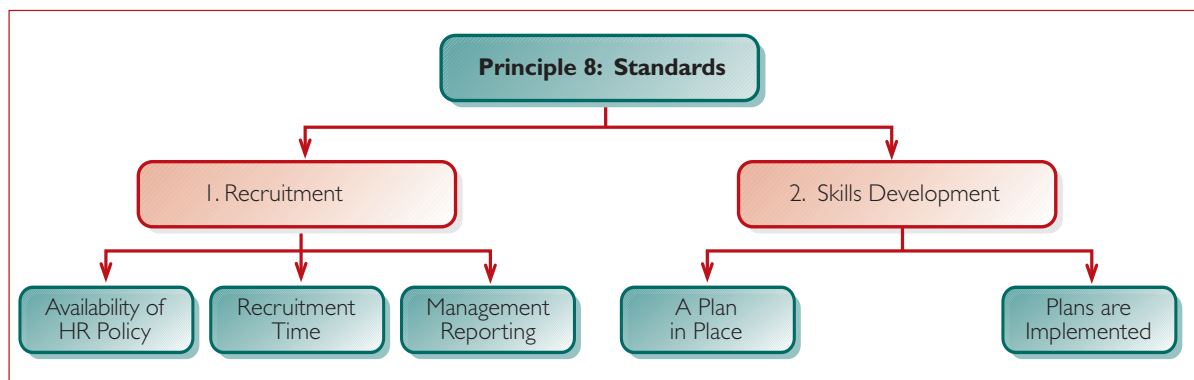 Principle 8: Standards
1. Recruitment
2. Skills Development
Availability of
HR Policy
Recruitment
Time
Management
Reporting
A Plan
in Place
Plans are
Implemented